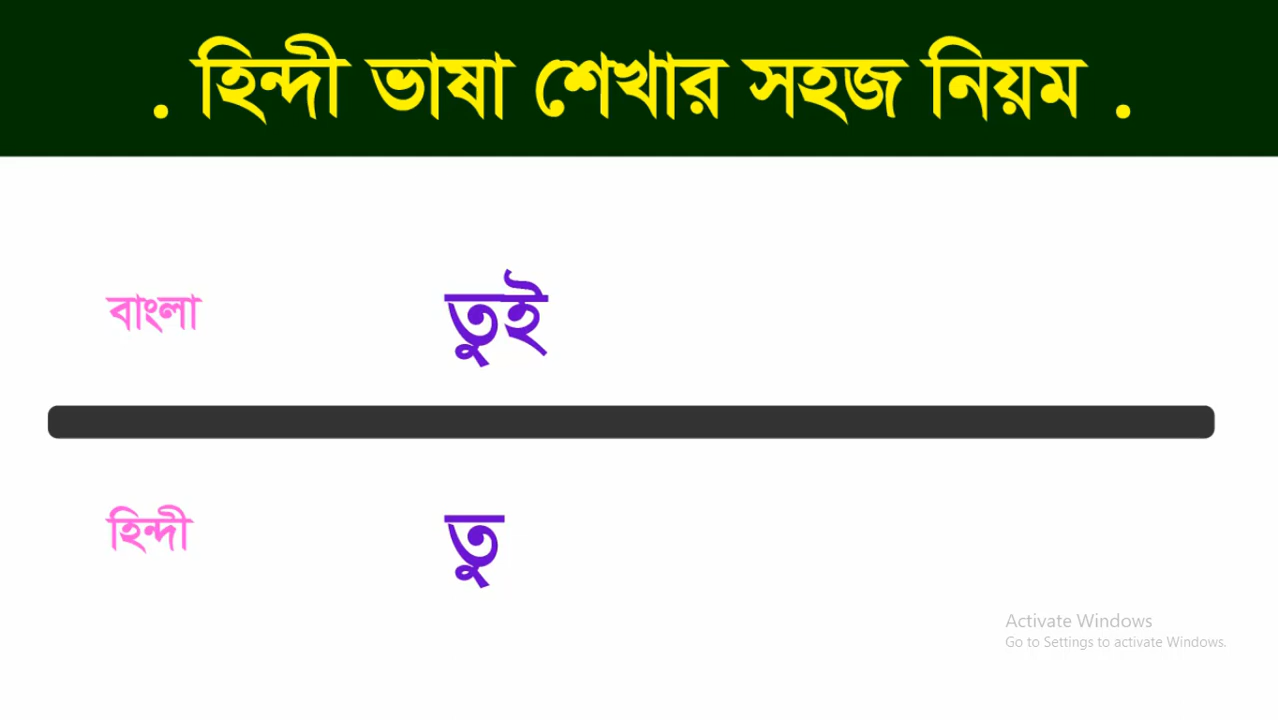 . হিন্দী ভাষা শেখার সহজ নিয়ম .
বাংলা তুই
হিন্দী তু
Activate Windows
Go to Settings to activate Windows.